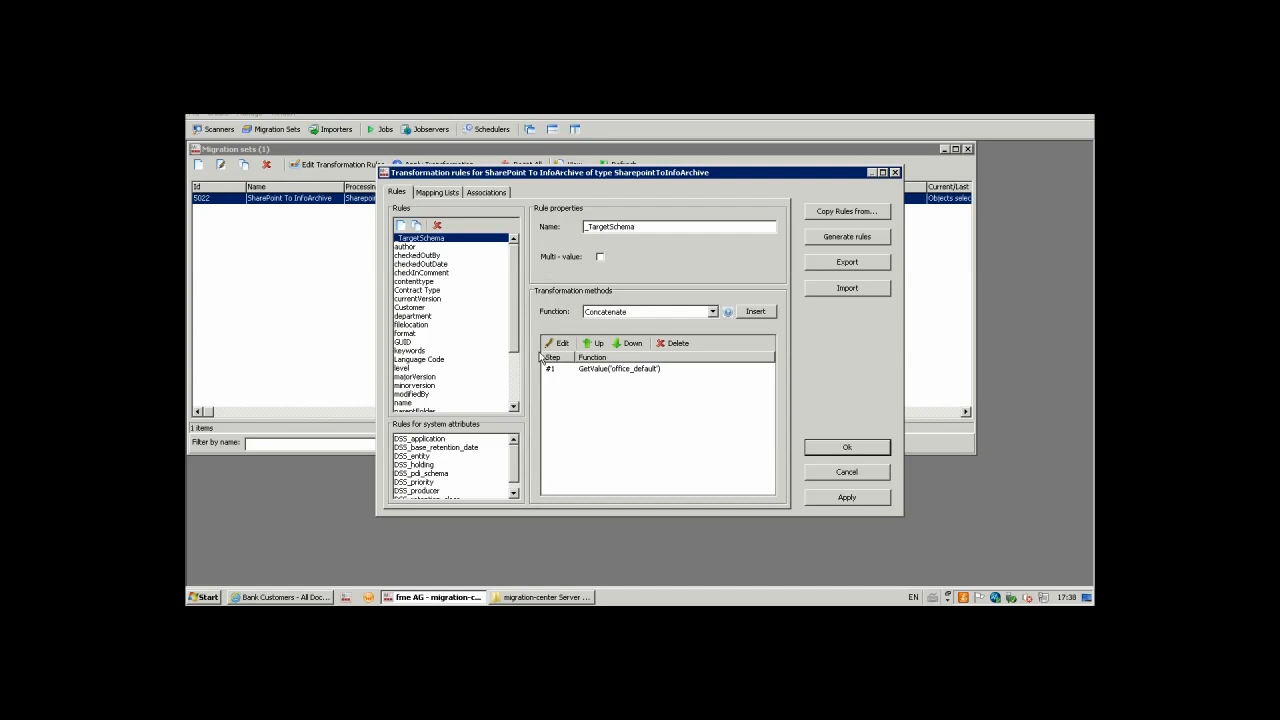 Scanners Migration Sets Importers Jobs Jobservers Schedulers
Migration sets (1)
Edit Transformation Rules
Transformation rules for SharePoint To InfoArchive of type SharepointToInfoArchive
Id Name Processing Current/Last
5022 SharePoint To InfoArchive Sharepoi Objects selec
1 items
Filter by name:
Rules Mapping Lists Associations
Rules
_TargetSchema
author
checkedOutBy
checkedOutDate
checkInComment
contenttype
Contract Type
currentVersion
Customer
department
filelocation
format
GUID
keywords
Language Code
level
majorVersion
minorversion
modifiedBy
name
parentFolder
Rules for system attributes
DSS_application
DSS_base_retention_date
DSS_entity
DSS_holding
DSS_pdi_schema
DSS_priority
DSS_producer
DSS_retention_class
Rule properties
Name: _TargetSchema
Multi - value:
Transformation methods
Function: Concatenate Insert
Edit Up Down Delete
Step Function
#1 GetValue('office_default')
Copy Rules from...
Generate rules
Export
Import
Ok
Cancel
Apply
Start Bank Customers - All Doc... fme AG - migration-c... migration-center Server ... EN 17:38